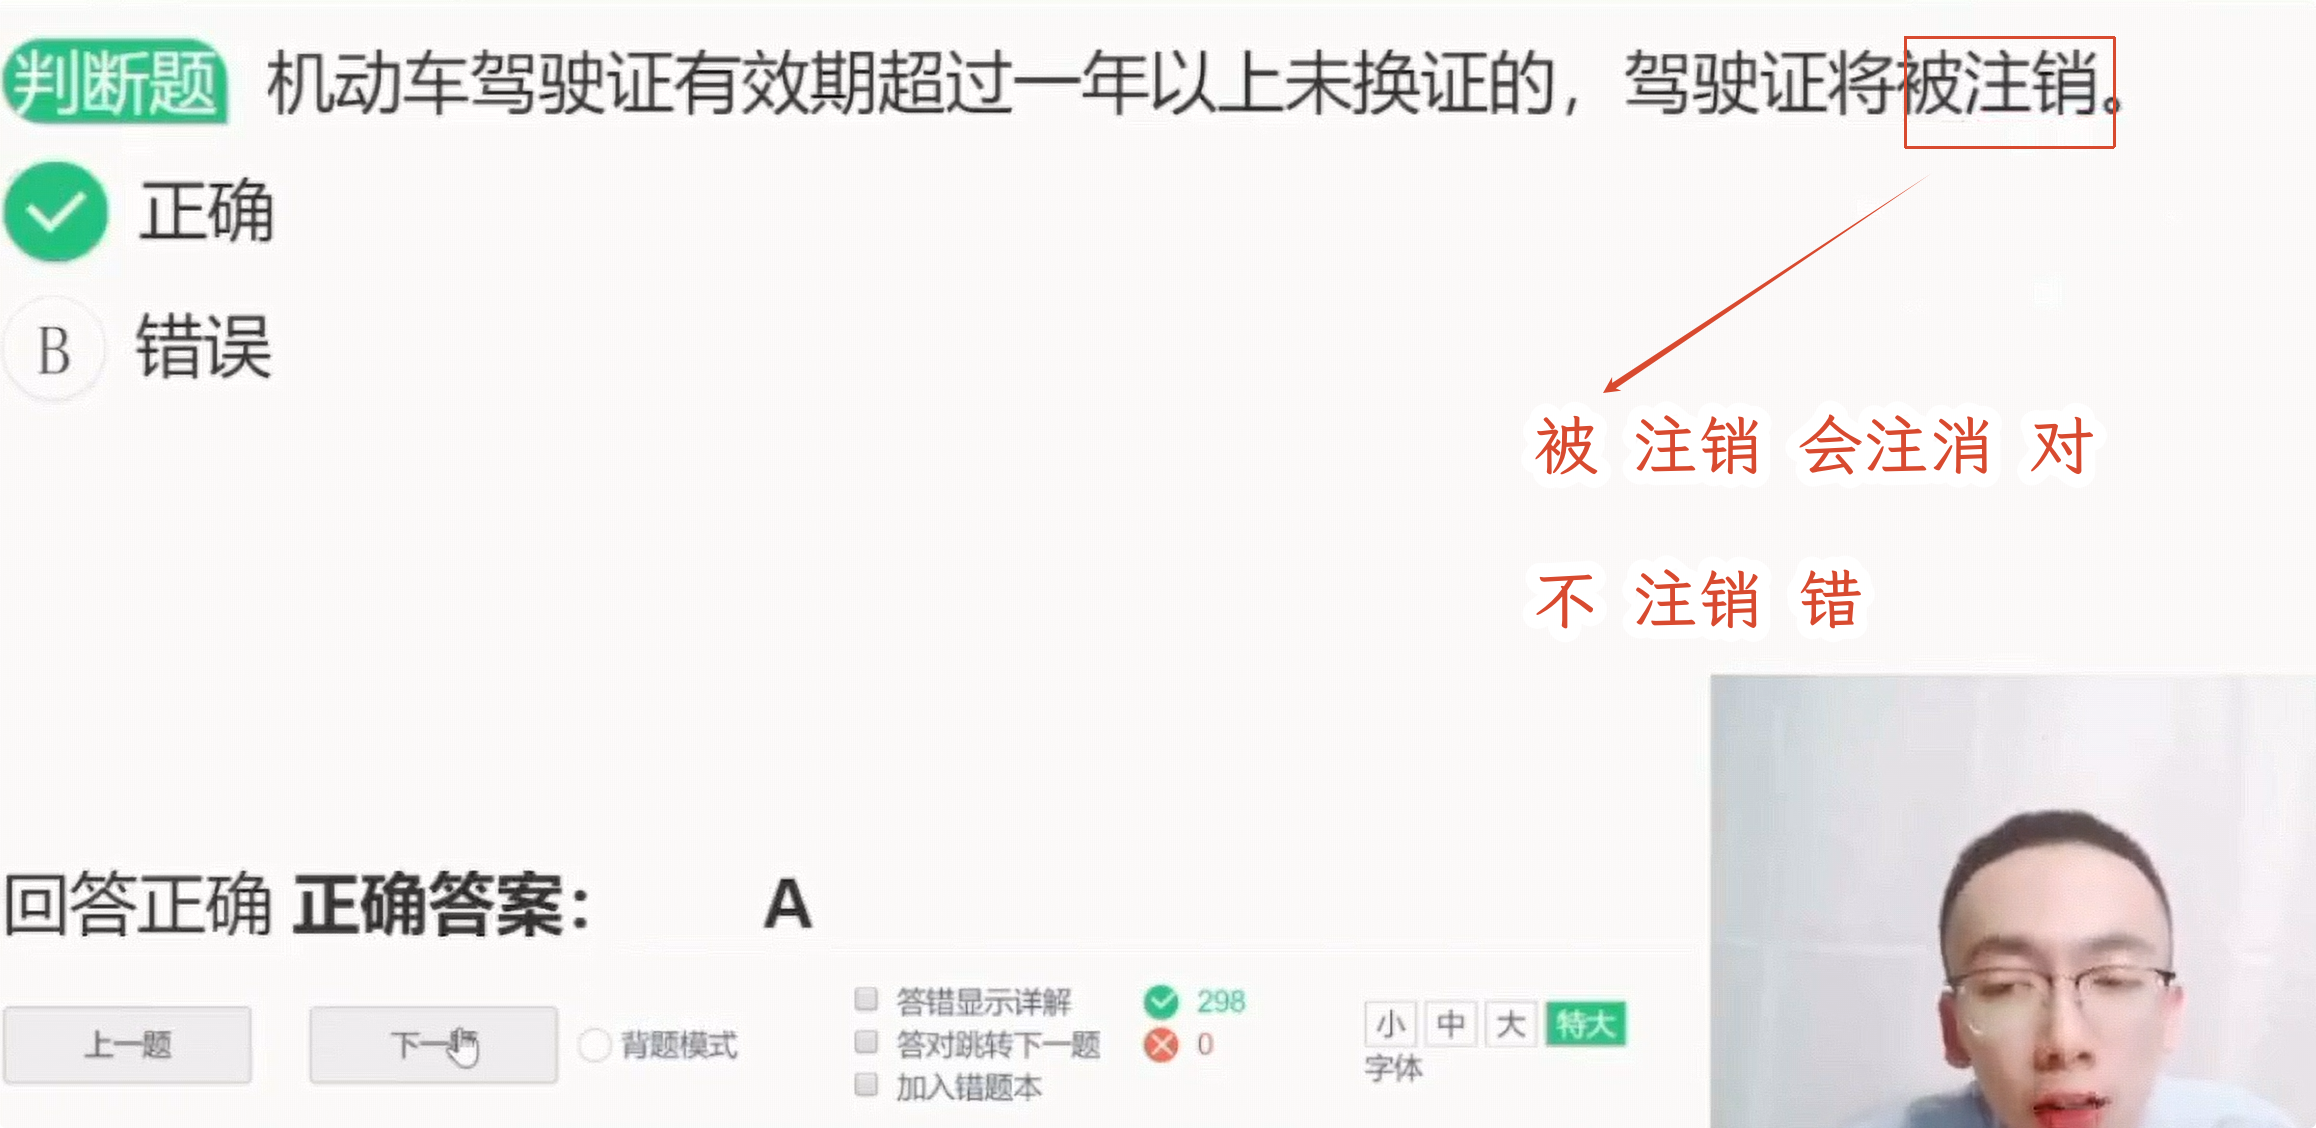 判断题 机动车驾驶证有效期超过一年以上未换证的，驾驶证将被注销。
正确
B 错误
被 注销 会注消 对
不 注销 错
回答正确 正确答案： A
上一题 下一题 背题模式
答错显示详解 298
答对跳转下一题 0
加入错题本
小 中 大 特大
字体